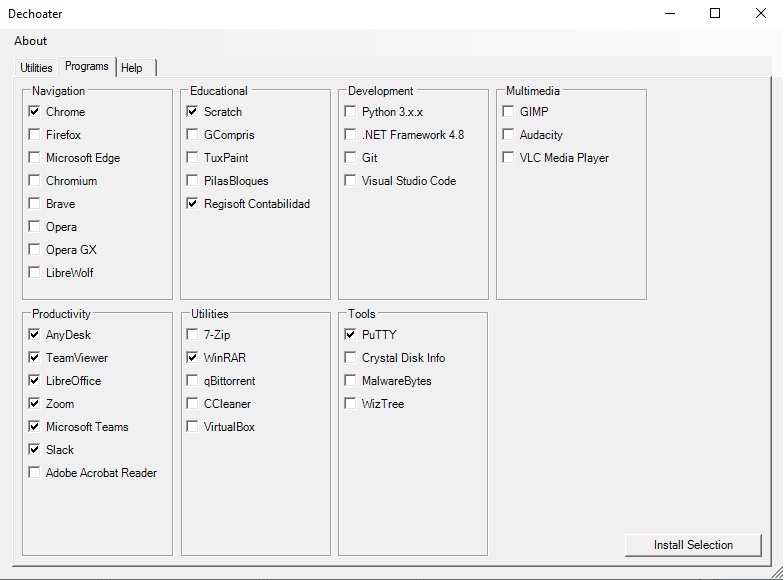 Dechoater
About
Utilities
Programs
Help
Navigation
Chrome
Firefox
Microsoft Edge
Chromium
Brave
Opera
Opera GX
LibreWolf
Educational
Scratch
GCompris
TuxPaint
PilasBloques
Regisoft Contabilidad
Development
Python 3.x.x
.NET Framework 4.8
Git
Visual Studio Code
Multimedia
GIMP
Audacity
VLC Media Player
Productivity
AnyDesk
TeamViewer
LibreOffice
Zoom
Microsoft Teams
Slack
Adobe Acrobat Reader
Utilities
7-Zip
WinRAR
qBittorrent
CCleaner
VirtualBox
Tools
PuTTY
Crystal Disk Info
MalwareBytes
WizTree
Install Selection